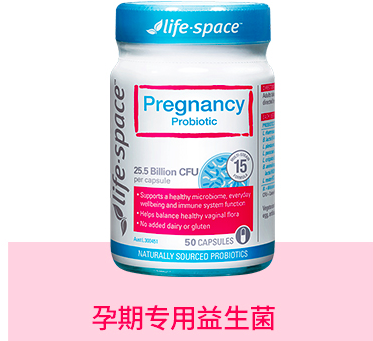 life-space™
life-space™
Pregnancy
Probiotic
25.5 Billion CFU
per capsule
15
• Supports a healthy microbiome, everyday
wellbeing and immune system function
• Helps balance healthy vaginal flora
• No added dairy or gluten
50 CAPSULES
NATURALLY SOURCED PROBIOTICS
孕期专用益生菌